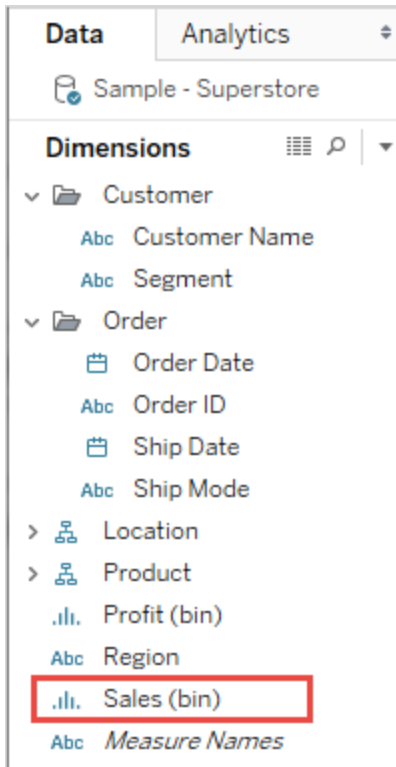 Data Analytics
Sample - Superstore
Dimensions
Customer
Abc Customer Name
Abc Segment
Order
Order Date
Abc Order ID
Ship Date
Abc Ship Mode
Location
Product
Profit (bin)
Abc Region
Sales (bin)
Abc Measure Names